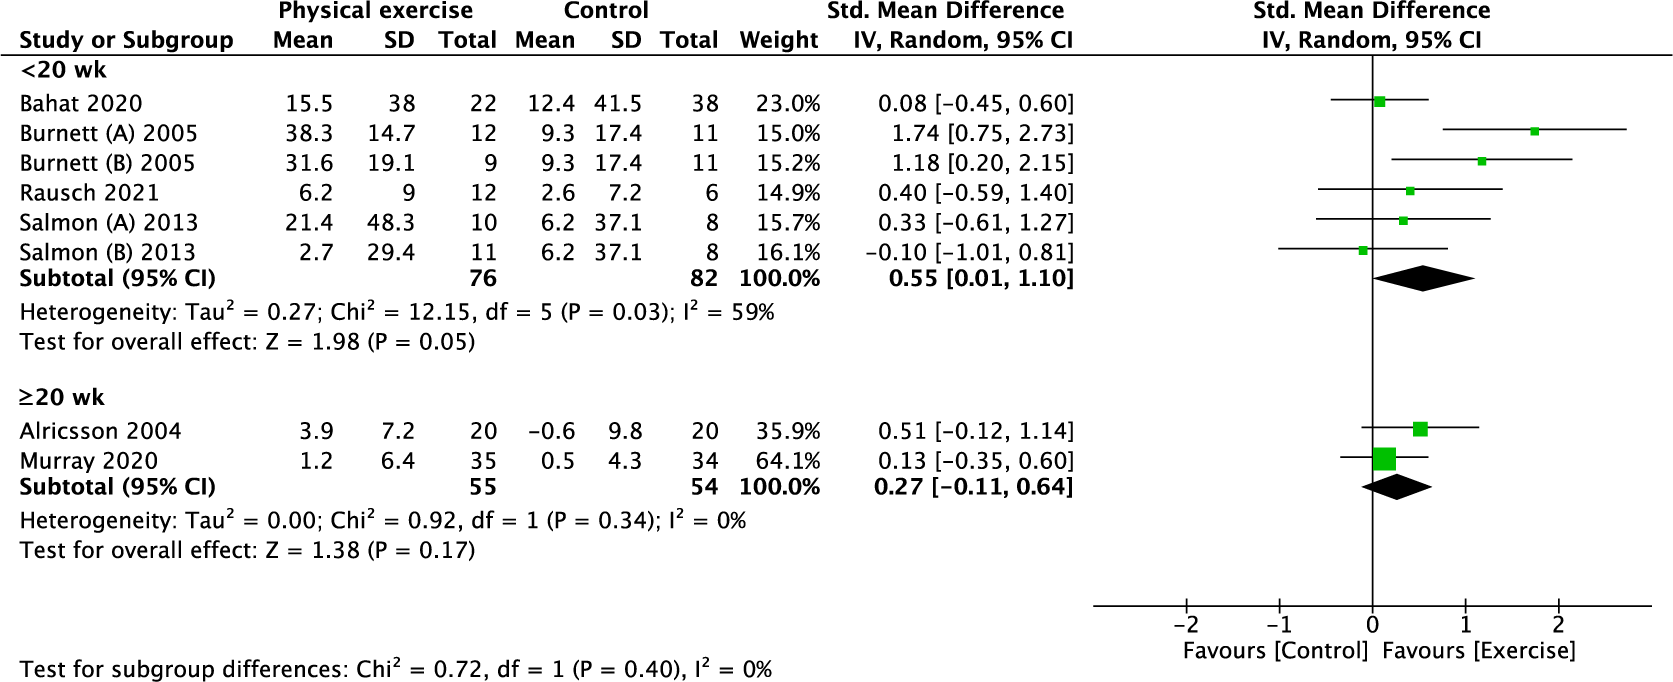 Physical exercise Control Std. Mean Difference Std. Mean Difference
Study or Subgroup Mean SD Total Mean SD Total Weight IV, Random, 95% CI IV, Random, 95% CI
<20 wk
Bahat 2020 15.5 38 22 12.4 41.5 38 23.0% 0.08 [−0.45, 0.60]
Burnett (A) 2005 38.3 14.7 12 9.3 17.4 11 15.0% 1.74 [0.75, 2.73]
Burnett (B) 2005 31.6 19.1 9 9.3 17.4 11 15.2% 1.18 [0.20, 2.15]
Rausch 2021 6.2 9 12 2.6 7.2 6 14.9% 0.40 [−0.59, 1.40]
Salmon (A) 2013 21.4 48.3 10 6.2 37.1 8 15.7% 0.33 [−0.61, 1.27]
Salmon (B) 2013 2.7 29.4 11 6.2 37.1 8 16.1% −0.10 [−1.01, 0.81]
Subtotal (95% CI) 76 82 100.0% 0.55 [0.01, 1.10]
Heterogeneity: Tau² = 0.27; Chi² = 12.15, df = 5 (P = 0.03); I² = 59%
Test for overall effect: Z = 1.98 (P = 0.05)
≥20 wk
Alricsson 2004 3.9 7.2 20 −0.6 9.8 20 35.9% 0.51 [−0.12, 1.14]
Murray 2020 1.2 6.4 35 0.5 4.3 34 64.1% 0.13 [−0.35, 0.60]
Subtotal (95% CI) 55 54 100.0% 0.27 [−0.11, 0.64]
Heterogeneity: Tau² = 0.00; Chi² = 0.92, df = 1 (P = 0.34); I² = 0%
Test for overall effect: Z = 1.38 (P = 0.17)
−2 −1 0 1 2
Favours [Control] Favours [Exercise]
Test for subgroup differences: Chi² = 0.72, df = 1 (P = 0.40), I² = 0%